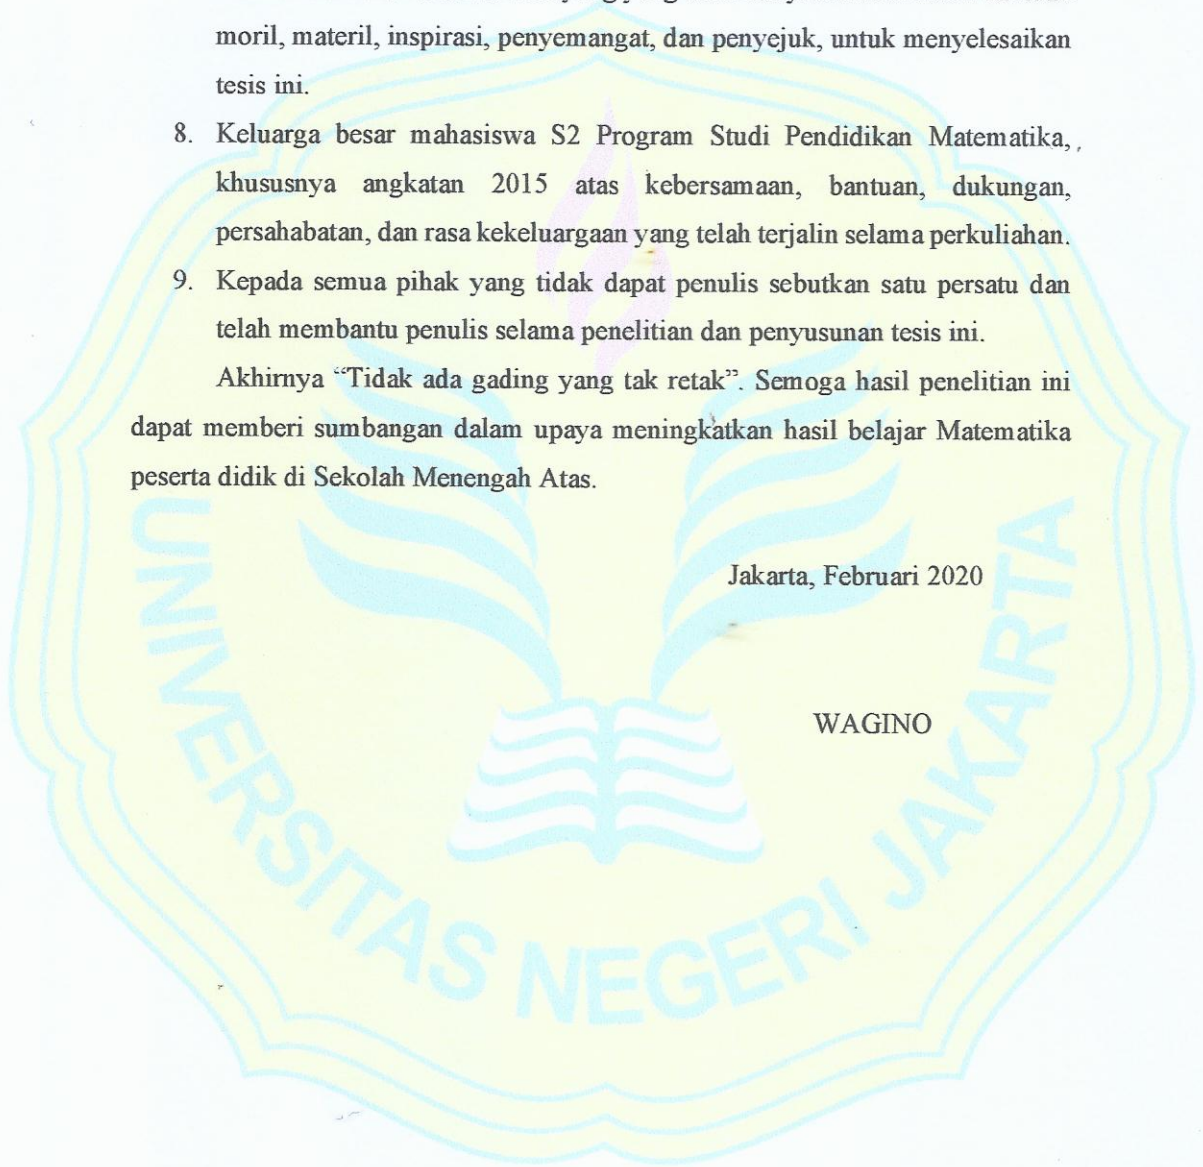 moril, materil, inspirasi, penyemangat, dan penyejuk, untuk menyelesaikan
tesis ini.
8. Keluarga besar mahasiswa S2 Program Studi Pendidikan Matematika,
khususnya angkatan 2015 atas kebersamaan, bantuan, dukungan,
persahabatan, dan rasa kekeluargaan yang telah terjalin selama perkuliahan.
9. Kepada semua pihak yang tidak dapat penulis sebutkan satu persatu dan
telah membantu penulis selama penelitian dan penyusunan tesis ini.
Akhirnya “Tidak ada gading yang tak retak”. Semoga hasil penelitian ini
dapat memberi sumbangan dalam upaya meningkatkan hasil belajar Matematika
peserta didik di Sekolah Menengah Atas.
Jakarta, Februari 2020
WAGINO
UNIVERSITAS NEGERI JAKARTA